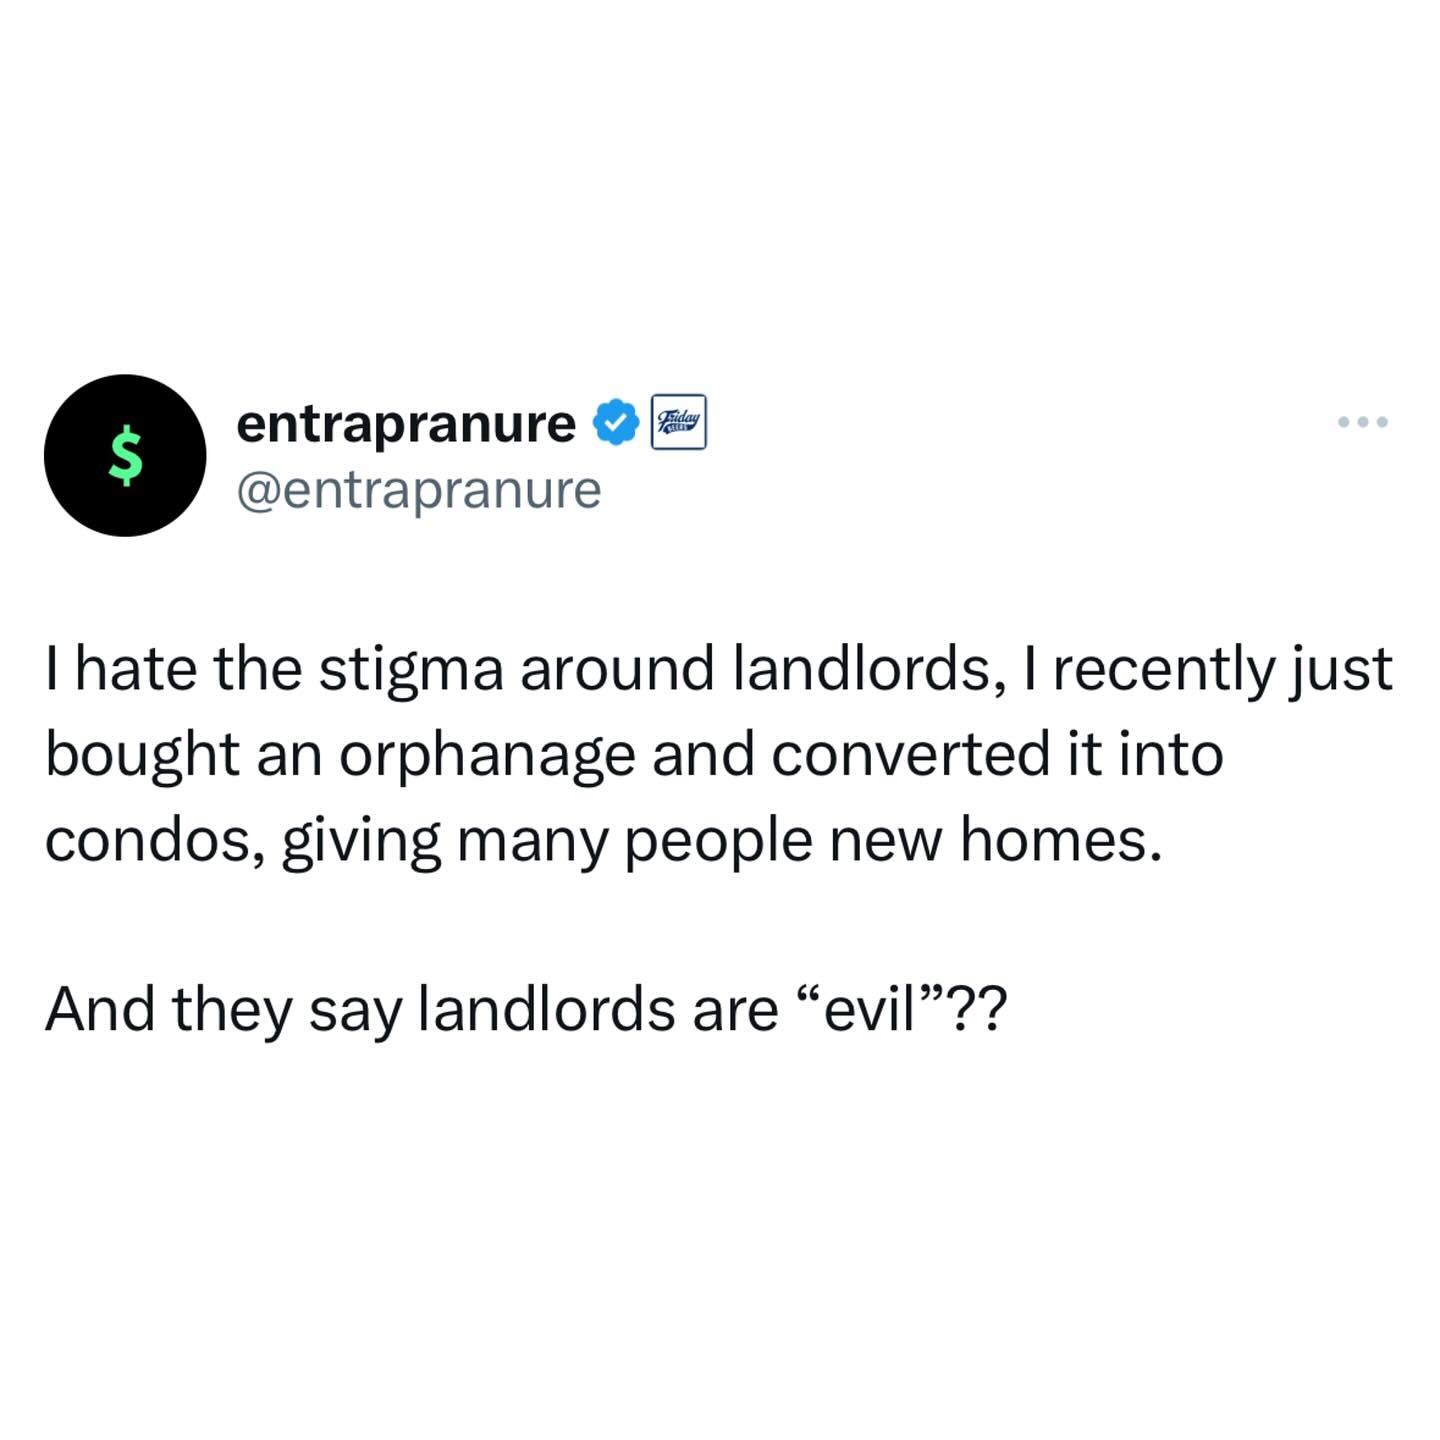 $
entrapranure
Friday
BEERS
@entrapranure
I hate the stigma around landlords, I recently just
bought an orphanage and converted it into
condos, giving many people new homes.
And they say landlords are “evil”??